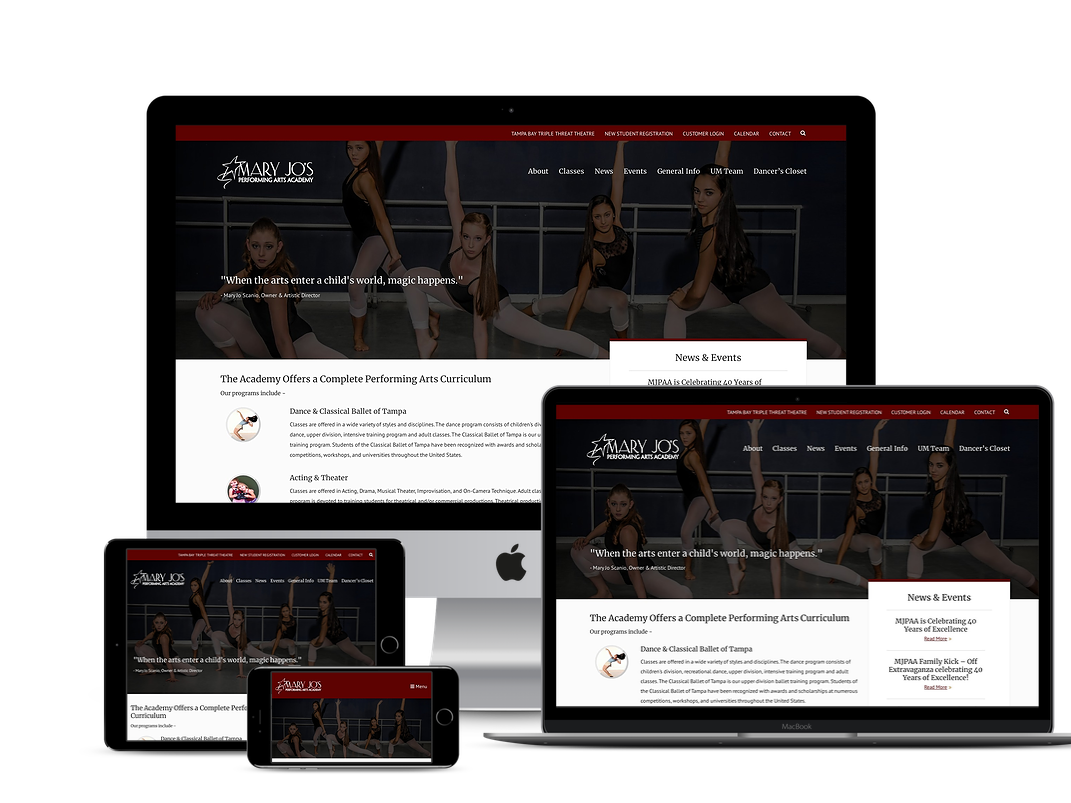 TAMPA BAY TRIPLE THREAT THEATRE NEW STUDENT REGISTRATION CUSTOMER LOGIN CALENDAR CONTACT
MARY JO'S
PERFORMING ARTS ACADEMY
About Classes News Events General Info UM Team Dancer's Closet
"When the arts enter a child's world, magic happens."
- Mary Jo Scanio, Owner & Artistic Director
News & Events
MJPAA is Celebrating 40 Years of
The Academy Offers a Complete Performing Arts Curriculum
Our programs include ~
Dance & Classical Ballet of Tampa
Classes are offered in a wide variety of styles and disciplines. The dance program consists of children's
dance, upper division, intensive training program and adult classes. The Classical Ballet of Tampa is our
training program. Students of the Classical Ballet of Tampa have been recognized with awards and
competitions, workshops, and universities throughout the United States.
Acting & Theater
Classes are offered in Acting, Drama, Musical Theater, Improvisation, and On-Camera Technique. Adult
program is devoted to training students for theatrical and/or commercial productions. Theatrical
TAMPA BAY TRIPLE THREAT THEATRE NEW STUDENT REGISTRATION CUSTOMER LOGIN CALENDAR CONTACT
MARY JO'S
PERFORMING ARTS ACADEMY
About Classes News Events General Info UM Team Dancer's Closet
"When the arts enter a child's world, magic happens."
- Mary Jo Scanio, Owner & Artistic Director
The Academy Offers a Complete Performing Arts Curriculum
Our programs include ~
Dance & Classical Ballet of Tampa
Classes are offered in a wide variety of styles and disciplines. The dance program consists of
children's division, recreational dance, upper division, intensive training program and adult
classes. The Classical Ballet of Tampa is our upper-division ballet training program. Students of
the Classical Ballet of Tampa have been recognized with awards and scholarships at numerous
competitions, workshops, and universities throughout the United States.
News & Events
MJPAA is Celebrating 40
Years of Excellence
Read More »
MJPAA Family Kick – Off
Extravaganza celebrating 40
Years of Excellence!
Read More »
MacBook
TAMPA BAY TRIPLE THREAT THEATRE NEW STUDENT REGISTRATION CUSTOMER LOGIN CALENDAR CONTACT
MARY JO'S
PERFORMING ARTS ACADEMY
About Classes News Events General Info UM Team Dancer's Closet
"When the arts enter a child's world, magic happens."
- Mary Jo Scanio, Owner & Artistic Director
The Academy Offers a Complete
Curriculum
Our programs include ~
Dance & Classical Ballet of Tampa
MARY JO'S
PERFORMING ARTS ACADEMY
Menu